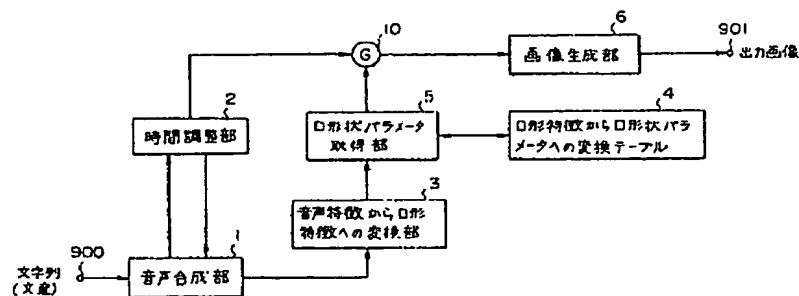 6
901
画像生成部
出力画像
10
G
5
4
口形状パラメータ
取得部
口形特徴から口形状パラ
メータへの変換テーブル
2
時間調整部
3
音声特徴から口形
特徴への変換部
900
文字列
(文章)
1
音声合成部